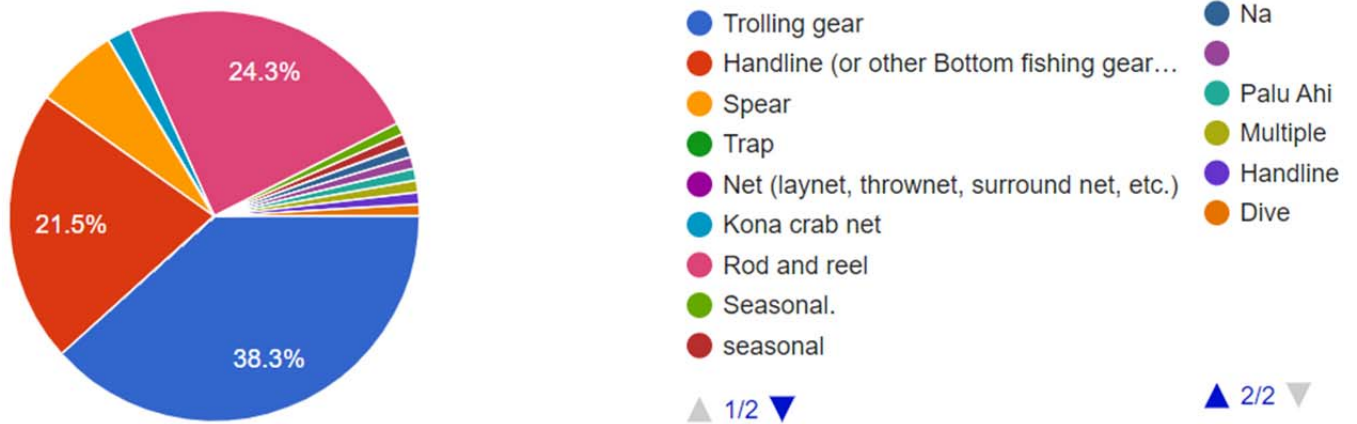 24.3%
21.5%
38.3%
Trolling gear
Handline (or other Bottom fishing gear…
Spear
Trap
Net (laynet, thrownet, surround net, etc.)
Kona crab net
Rod and reel
Seasonal.
seasonal
▲ 1/2 ▼
Na
Palu Ahi
Multiple
Handline
Dive
▲ 2/2 ▼